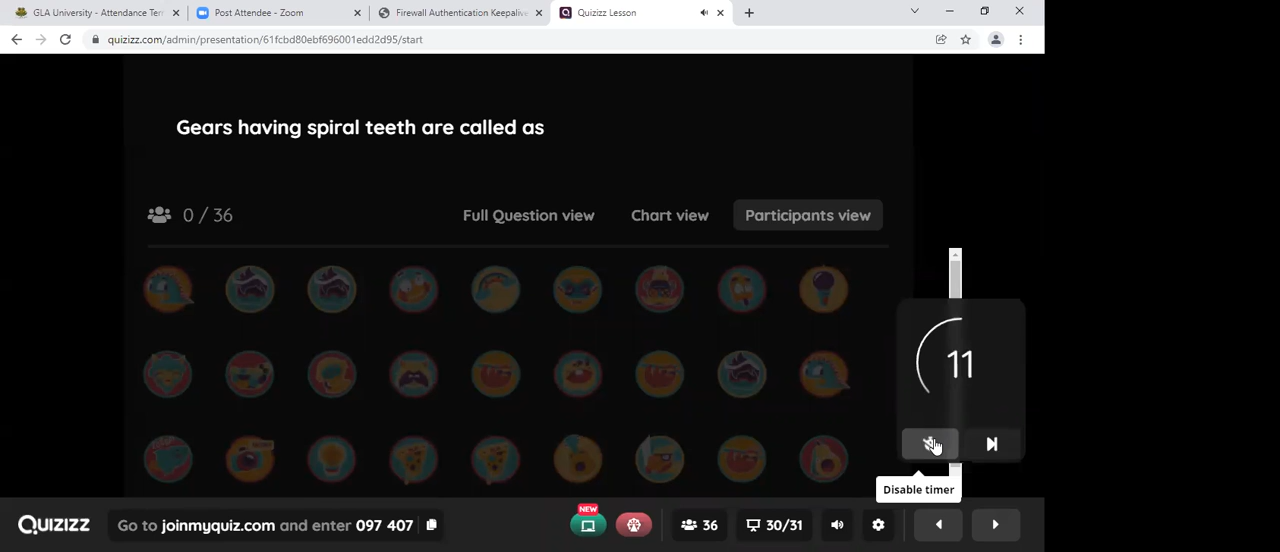 GLA University - Attendance Ter
Post Attendee - Zoom
Firewall Authentication Keepalive
Quizizz Lesson
quizizz.com/admin/presentation/61fcbd80ebf696001edd2d95/start
Gears having spiral teeth are called as
0 / 36
Full Question view
Chart view
Participants view
11
Disable timer
NEW
QUIZIZZ
Go to joinmyquiz.com and enter 097 407
36
30/31